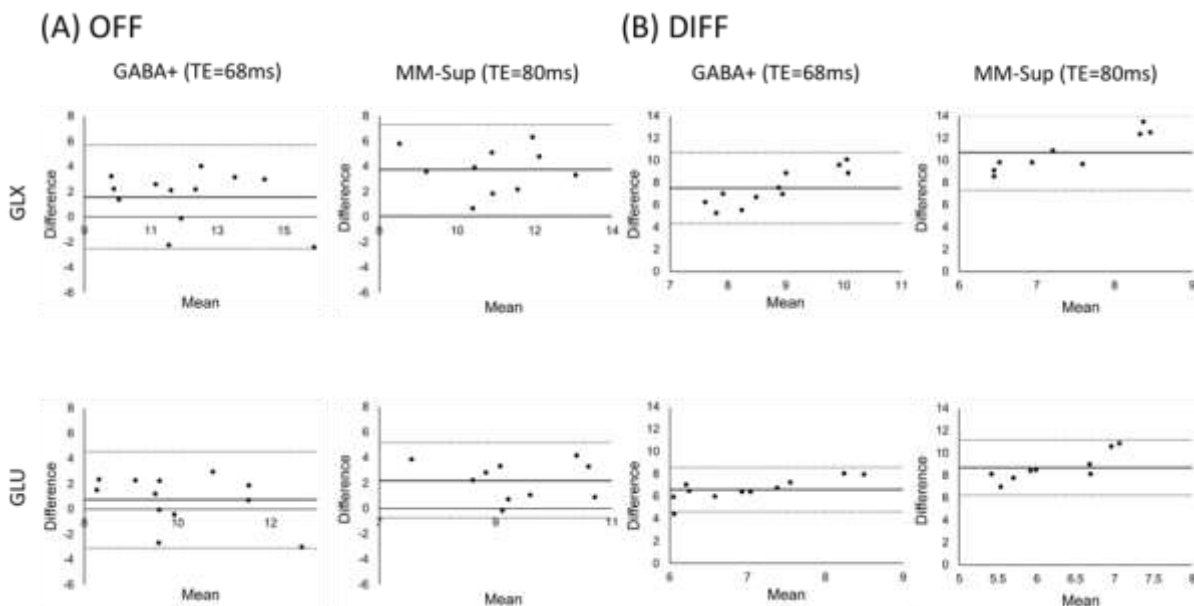 (A) OFF
(B) DIFF
GABA+ (TE=68ms)
MM-Sup (TE=80ms)
GABA+ (TE=68ms)
MM-Sup (TE=80ms)
GLX
Difference
8
6
4
2
0
-2
-4
-6
9 11 13 15
Mean
Difference
8
6
4
2
0
-2
-4
-6
8 10 12 14
Mean
Difference
14
12
10
8
6
4
2
0
7 8 9 10 11
Mean
Difference
14
12
10
8
6
4
2
0
6 7 8 9
Mean
GLU
Difference
8
6
4
2
0
-2
-4
-6
8 10 12
Mean
Difference
8
6
4
2
0
-2
-4
-6
7 9 11
Mean
Difference
14
12
10
8
6
4
2
0
6 7 8 9
Mean
Difference
14
12
10
8
6
4
2
0
5 5.5 6 6.5 7 7.5 8
Mean